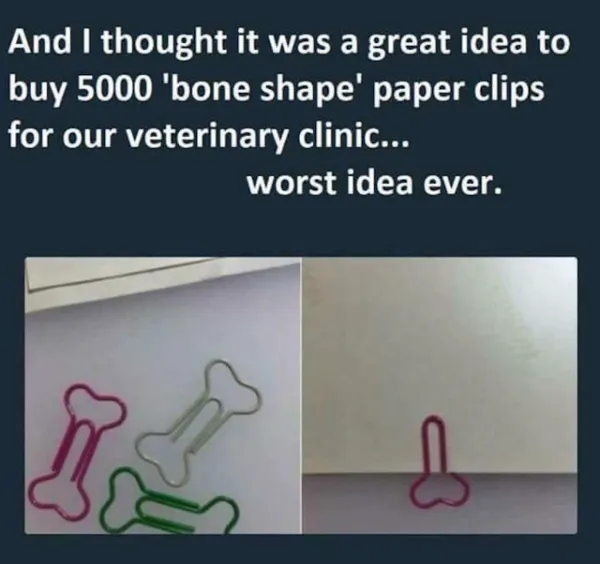 And I thought it was a great idea to
buy 5000 'bone shape' paper clips
for our veterinary clinic...
worst idea ever.